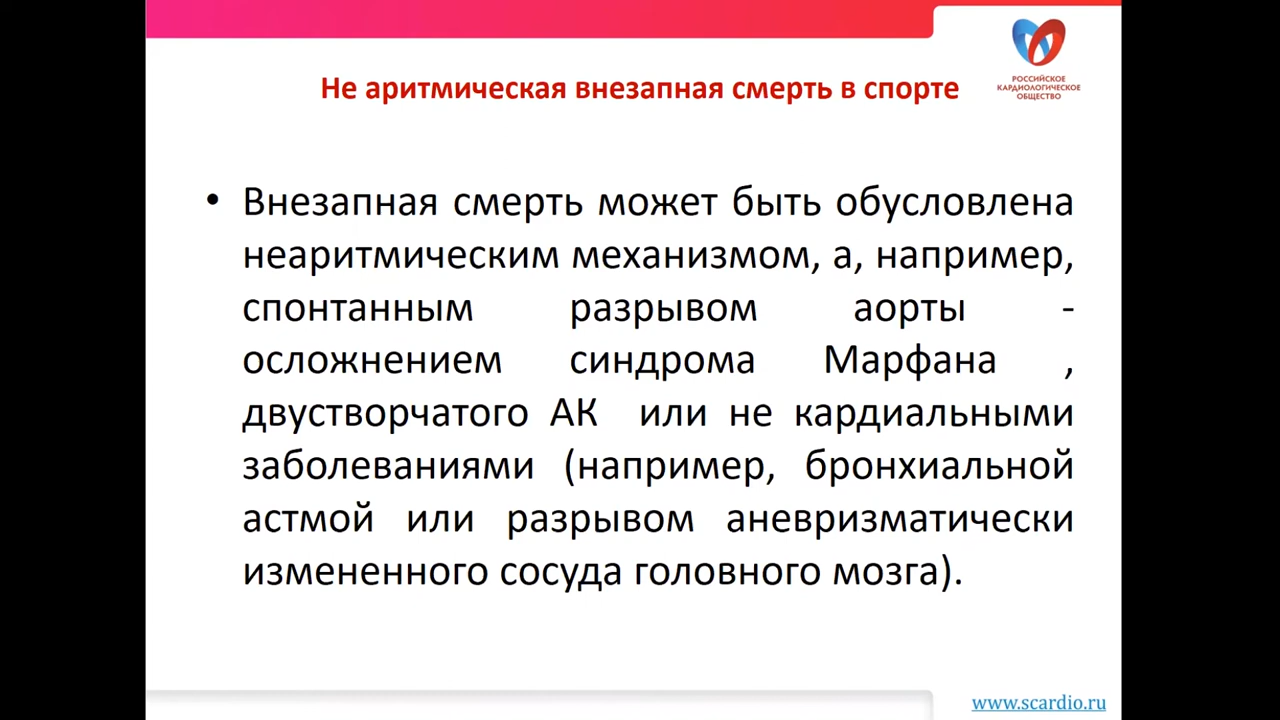 РОССИЙСКОЕ
КАРДИОЛОГИЧЕСКОЕ
ОБЩЕСТВО
Не аритмическая внезапная смерть в спорте
• Внезапная смерть может быть обусловлена
неаритмическим механизмом, а, например,
спонтанным разрывом аорты -
осложнением синдрома Марфана ,
двустворчатого АК или не кардиальными
заболеваниями (например, бронхиальной
астмой или разрывом аневризматически
измененного сосуда головного мозга).
www.scardio.ru